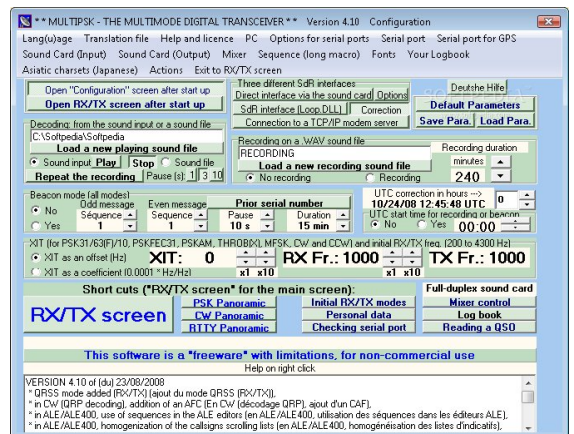 ** MULTIPSK - THE MULTIMODE DIGITAL TRANSCEIVER ** Version 4.10 Configuration
Lang(u)age Translation file Help and licence PC Options for serial ports Serial port Serial port for GPS
Sound Card (Input) Sound Card (Output) Mixer Sequence (long macro) Fonts Your Logbook
Asiatic charsets (Japanese) Actions Exit to RX/TX screen
Open "Configuration" screen after start up
Open RX/TX screen after start up
Three different SdR interfaces
Direct interface via the sound card Options
SdR interface (Loop.DLL) Correction
Connection to a TCP/IP modem server
Deutshe Hilfe
Default Parameters
Save Para. Load Para.
Decoding: from the sound input or a sound file
C:\Softpedia\Softpedia
Load a new playing sound file
Sound input Play Stop Sound file
Repeat the recording Pause (s): 1 3 10
Recording on a .WAV sound file
RECORDING
Load a new recording sound file
No recording Recording
Recording duration
minutes
240
Beacon mode (all modes)
No
Yes
Odd message
Séquence
1
Even message
Sequence
1
Prior serial number
Pause
10 s
Duration
15 min
UTC correction in hours --->
10/24/08 12:45:48 UTC
0
UTC start time for recording or beacon
No Yes 00:00
XIT (for PSK31/63(F)/10, PSKFEC31, PSKAM, THROB(X), MFSK, CW and CCW) and initial RX/TX freq. (200 to 4300 Hz)
XIT as an offset (Hz)
XIT as a coefficient (0.0001 * Hz/Hz)
XIT: 0
x1 x10
RX Fr.: 1000
x1 x10
TX Fr.: 1000
Short cuts ("RX/TX screen" for the main screen):
Full-duplex sound card
RX/TX screen
PSK Panoramic
CW Panoramic
RTTY Panoramic
Initial RX/TX modes
Personal data
Checking serial port
Mixer control
Log book
Reading a QSO
This software is a "freeware" with limitations, for non-commercial use
Help on right click
VERSION 4.10 of (du) 23/08/2008
* QRSS mode added (RX/TX) (ajout du mode QRSS (RX/TX)),
* in CW (QRP decoding), addition of an AFC (En CW (décodage QRP), ajout d'un CAF),
* in ALE/ALE400, use of sequences in the ALE editors (en ALE/ALE400, utilisation des séquences dans les éditeurs ALE),
* in ALE/ALE400, homogenization of the callsigns scrolling lists (en ALE/ALE400, homogénéisation des listes d'indicatifs),